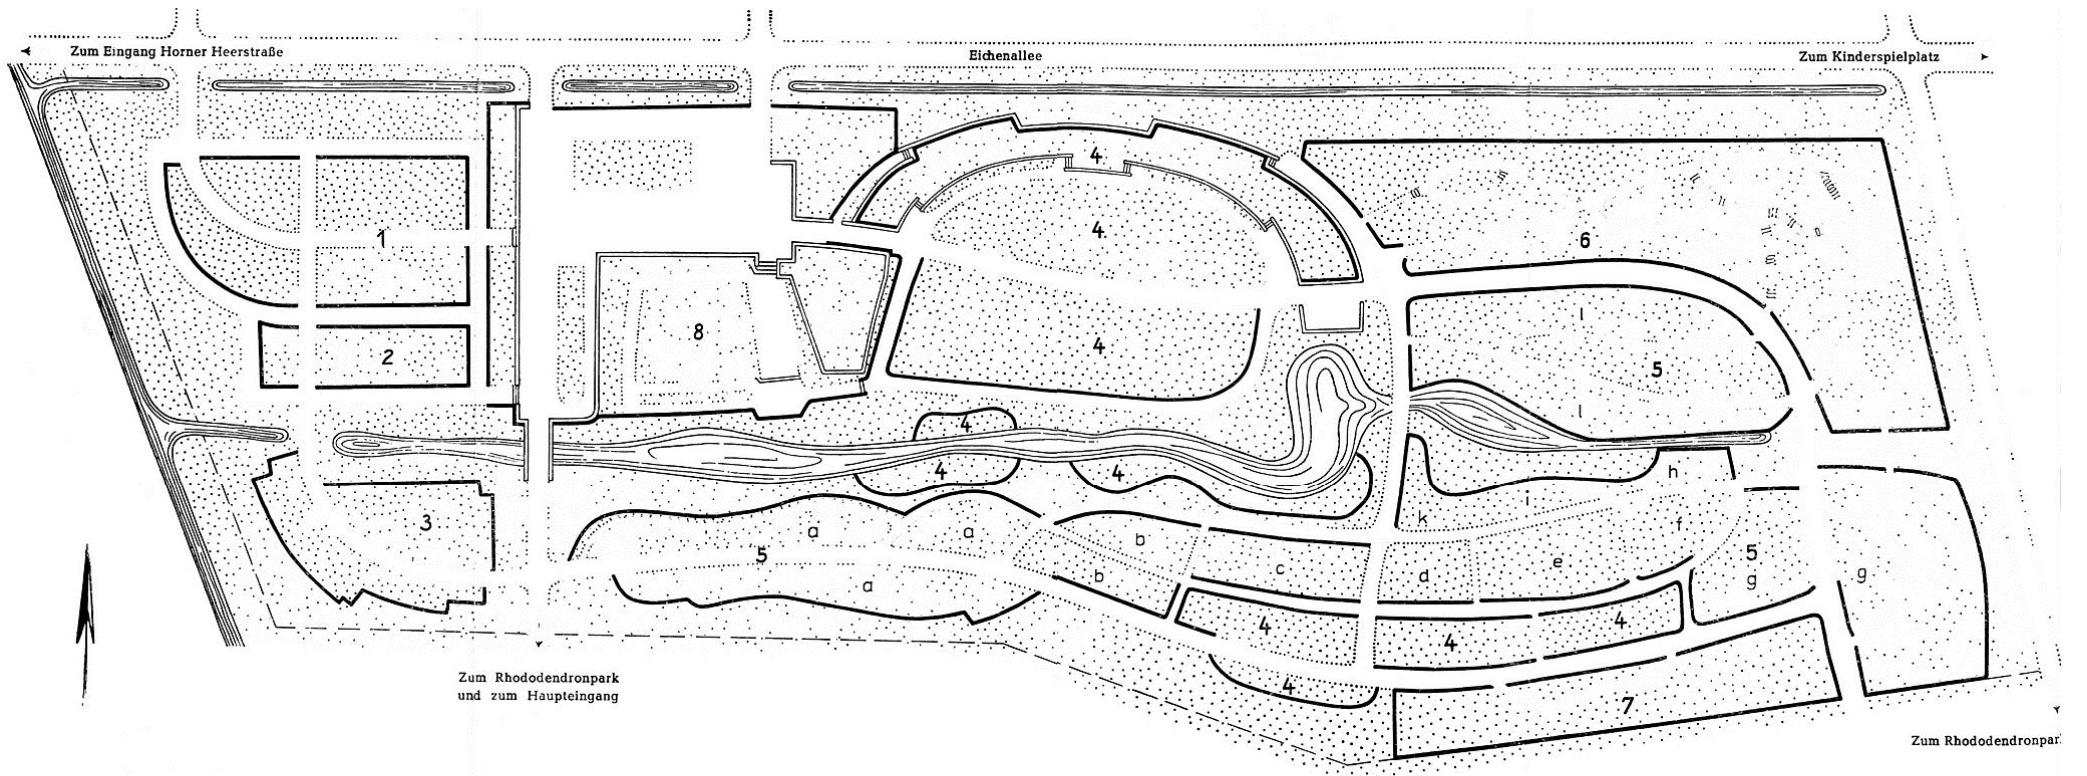 Zum Eingang Horner Heerstraße
Eichenallee
Zum Kinderspielplatz
4
1
4
6
l
8
2
4
5
l
4
4
4
h
i
3
k
f
a
a
b
5
5
c
b
d
e
g
g
a
4
4
4
4
7
Zum Rhododendronpark
und zum Haupteingang
Zum Rhododendronpark